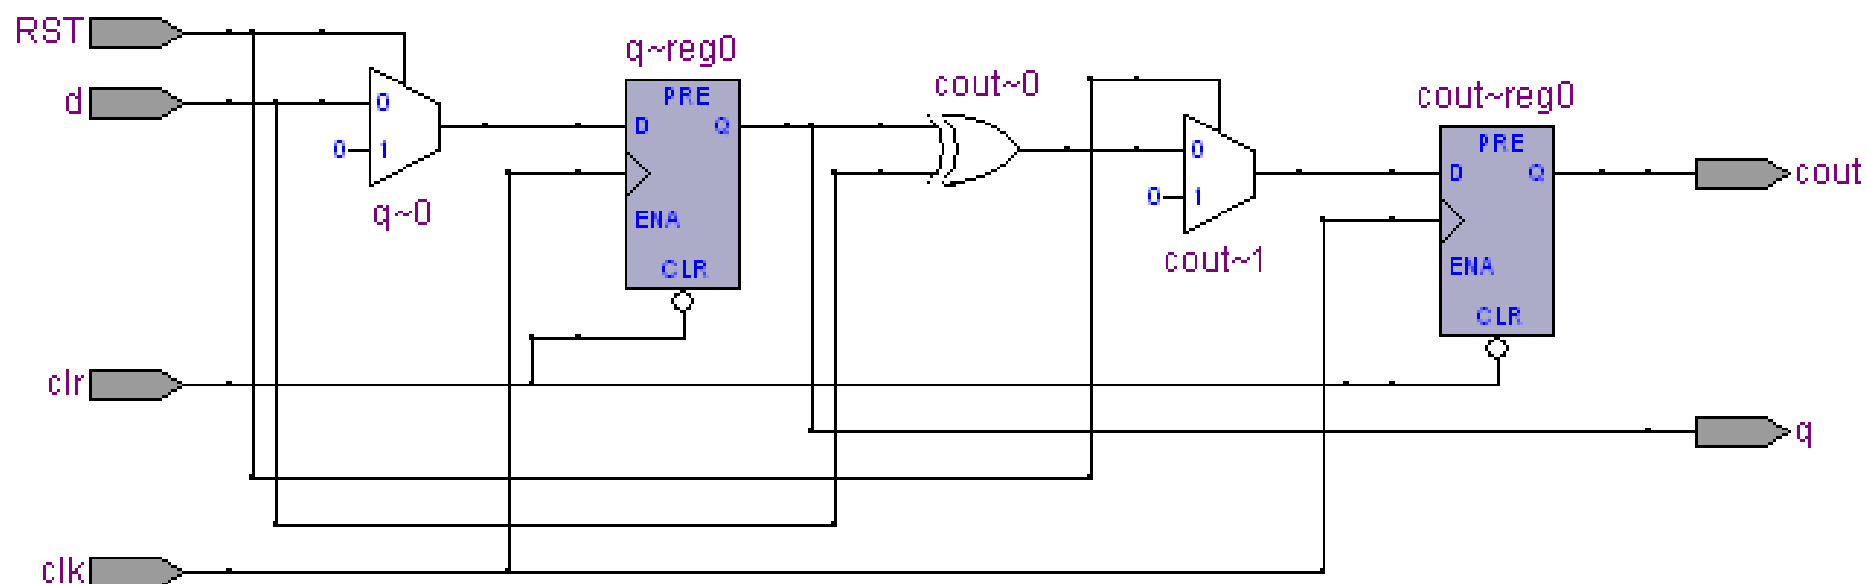 RST
d
0
0
1
q~0
q~reg0
PRE
D
Q
ENA
CLR
cout~0
0
0
1
cout~1
cout~reg0
PRE
D
Q
ENA
CLR
cout
clr
q
clk